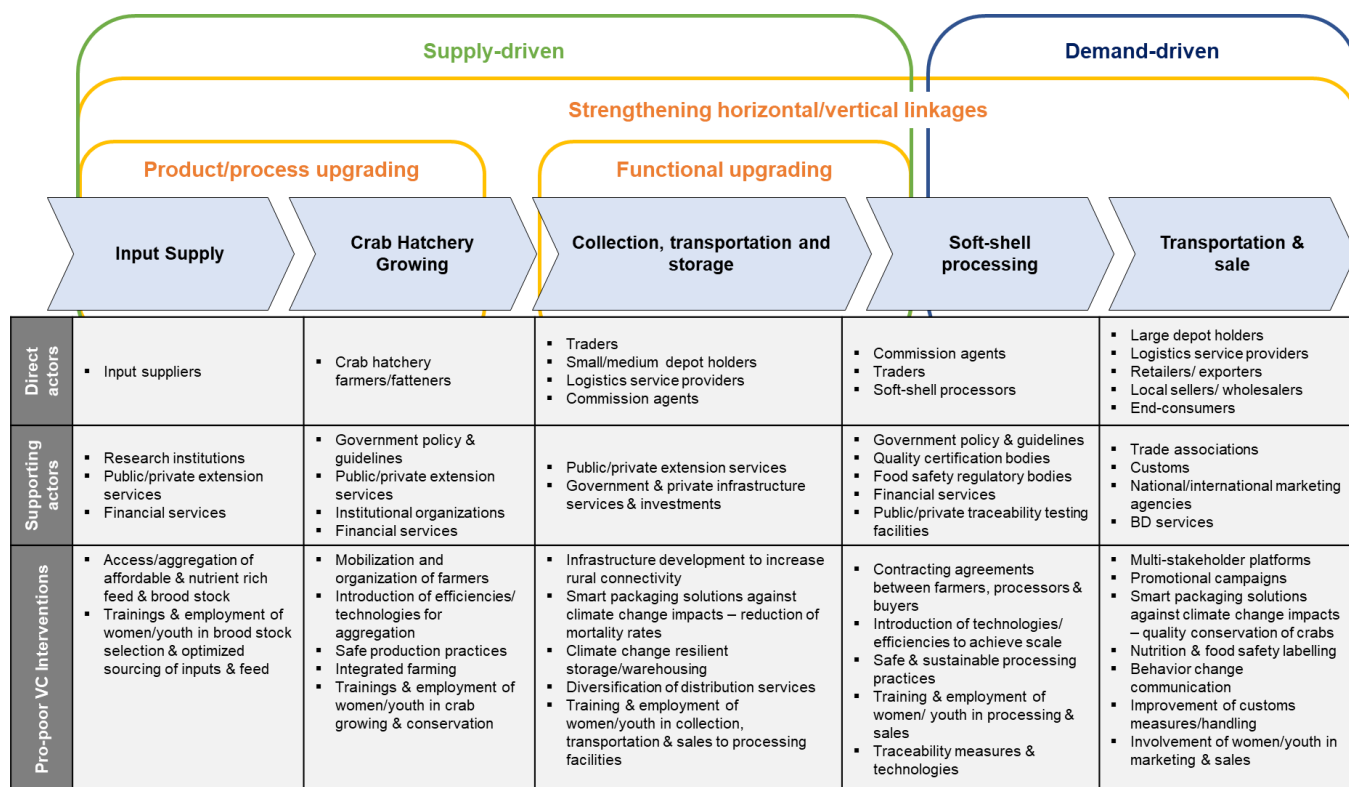 Supply-driven
Demand-driven
Strengthening horizontal/vertical linkages
Product/process upgrading
Functional upgrading
Input Supply
Crab Hatchery
Growing
Collection, transportation and
storage
Soft-shell
processing
Transportation &
sale
Direct
actors
▪ Input suppliers
▪ Crab hatchery
farmers/fatteners
▪ Traders
▪ Small/medium depot holders
▪ Logistics service providers
▪ Commission agents
▪ Commission agents
▪ Traders
▪ Soft-shell processors
▪ Large depot holders
▪ Logistics service providers
▪ Retailers/ exporters
▪ Local sellers/ wholesalers
▪ End-consumers
Supporting
actors
▪ Research institutions
▪ Public/private extension
services
▪ Financial services
▪ Government policy &
guidelines
▪ Public/private extension
services
▪ Institutional organizations
▪ Financial services
▪ Public/private extension services
▪ Government & private infrastructure
services & investments
▪ Government policy & guidelines
▪ Quality certification bodies
▪ Food safety regulatory bodies
▪ Financial services
▪ Public/private traceability testing
facilities
▪ Trade associations
▪ Customs
▪ National/international marketing
agencies
▪ BD services
Pro-poor VC Interventions
▪ Access/aggregation of
affordable & nutrient rich
feed & brood stock
▪ Trainings & employment of
women/youth in brood stock
selection & optimized
sourcing of inputs & feed
▪ Mobilization and
organization of farmers
▪ Introduction of efficiencies/
technologies for
aggregation
▪ Safe production practices
▪ Integrated farming
▪ Trainings & employment of
women/youth in crab
growing & conservation
▪ Infrastructure development to increase
rural connectivity
▪ Smart packaging solutions against
climate change impacts – reduction of
mortality rates
▪ Climate change resilient
storage/warehousing
▪ Diversification of distribution services
▪ Training & employment of
women/youth in collection,
transportation & sales to processing
facilities
▪ Contracting agreements
between farmers, processors &
buyers
▪ Introduction of technologies/
efficiencies to achieve scale
▪ Safe & sustainable processing
practices
▪ Training & employment of
women/ youth in processing &
sales
▪ Traceability measures &
technologies
▪ Multi-stakeholder platforms
▪ Promotional campaigns
▪ Smart packaging solutions
against climate change impacts
– quality conservation of crabs
▪ Nutrition & food safety labelling
▪ Behavior change
communication
▪ Improvement of customs
measures/handling
▪ Involvement of women/youth in
marketing & sales